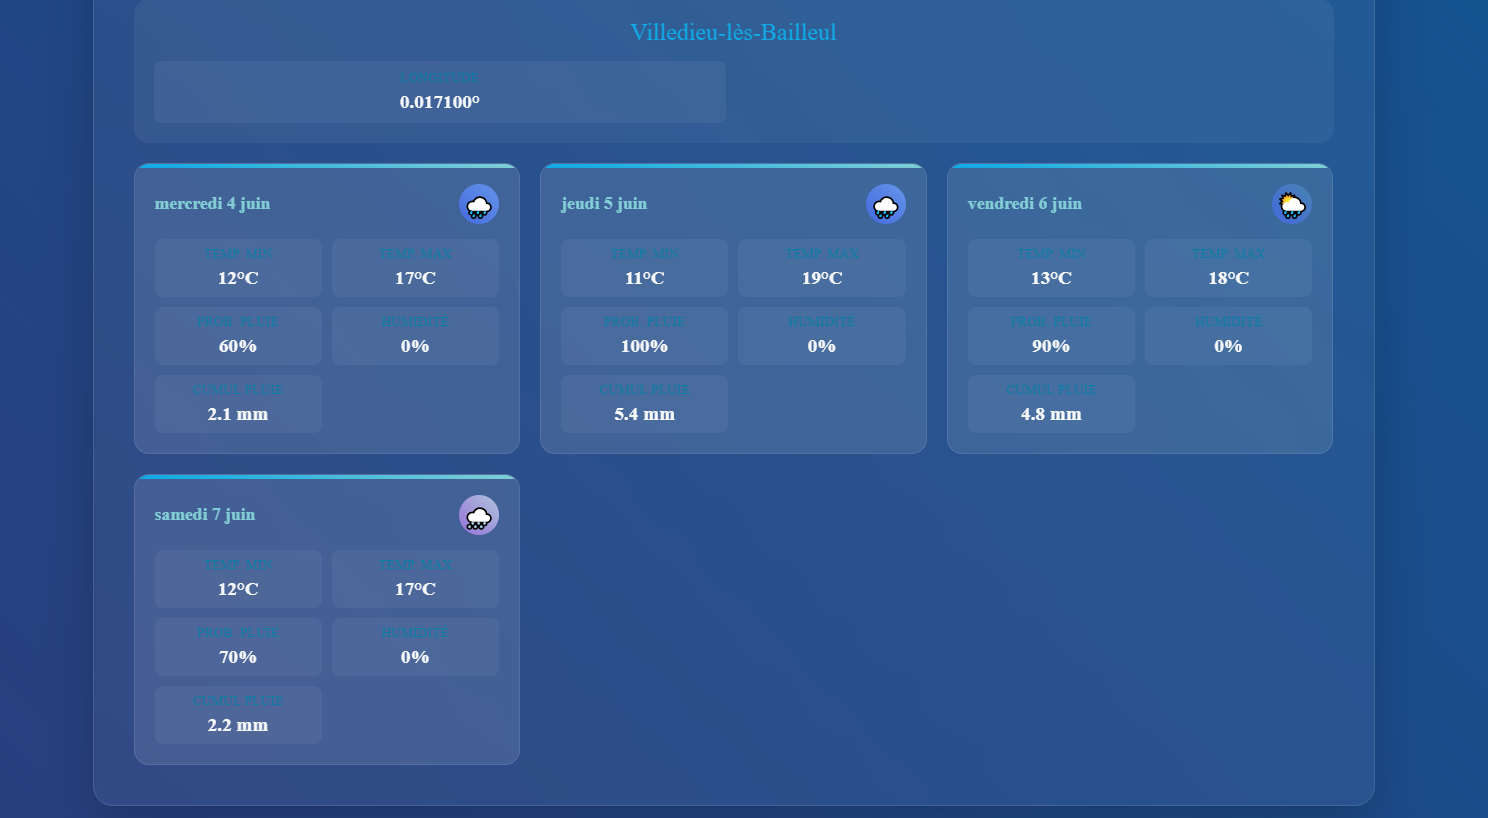 Villedieu-lès-Bailleul
0.017100°
mercredi 4 juin
TEMP. MIN
12°C
TEMP. MAX
17°C
PROB. PLUIE
60%
HUMIDITÉ
0%
CUMUL PLUIE
2.1 mm
jeudi 5 juin
TEMP. MIN
11°C
TEMP. MAX
19°C
PROB. PLUIE
100%
HUMIDITÉ
0%
CUMUL PLUIE
5.4 mm
vendredi 6 juin
TEMP. MIN
13°C
TEMP. MAX
18°C
PROB. PLUIE
90%
HUMIDITÉ
0%
CUMUL PLUIE
4.8 mm
samedi 7 juin
TEMP. MIN
12°C
TEMP. MAX
17°C
PROB. PLUIE
70%
HUMIDITÉ
0%
CUMUL PLUIE
2.2 mm